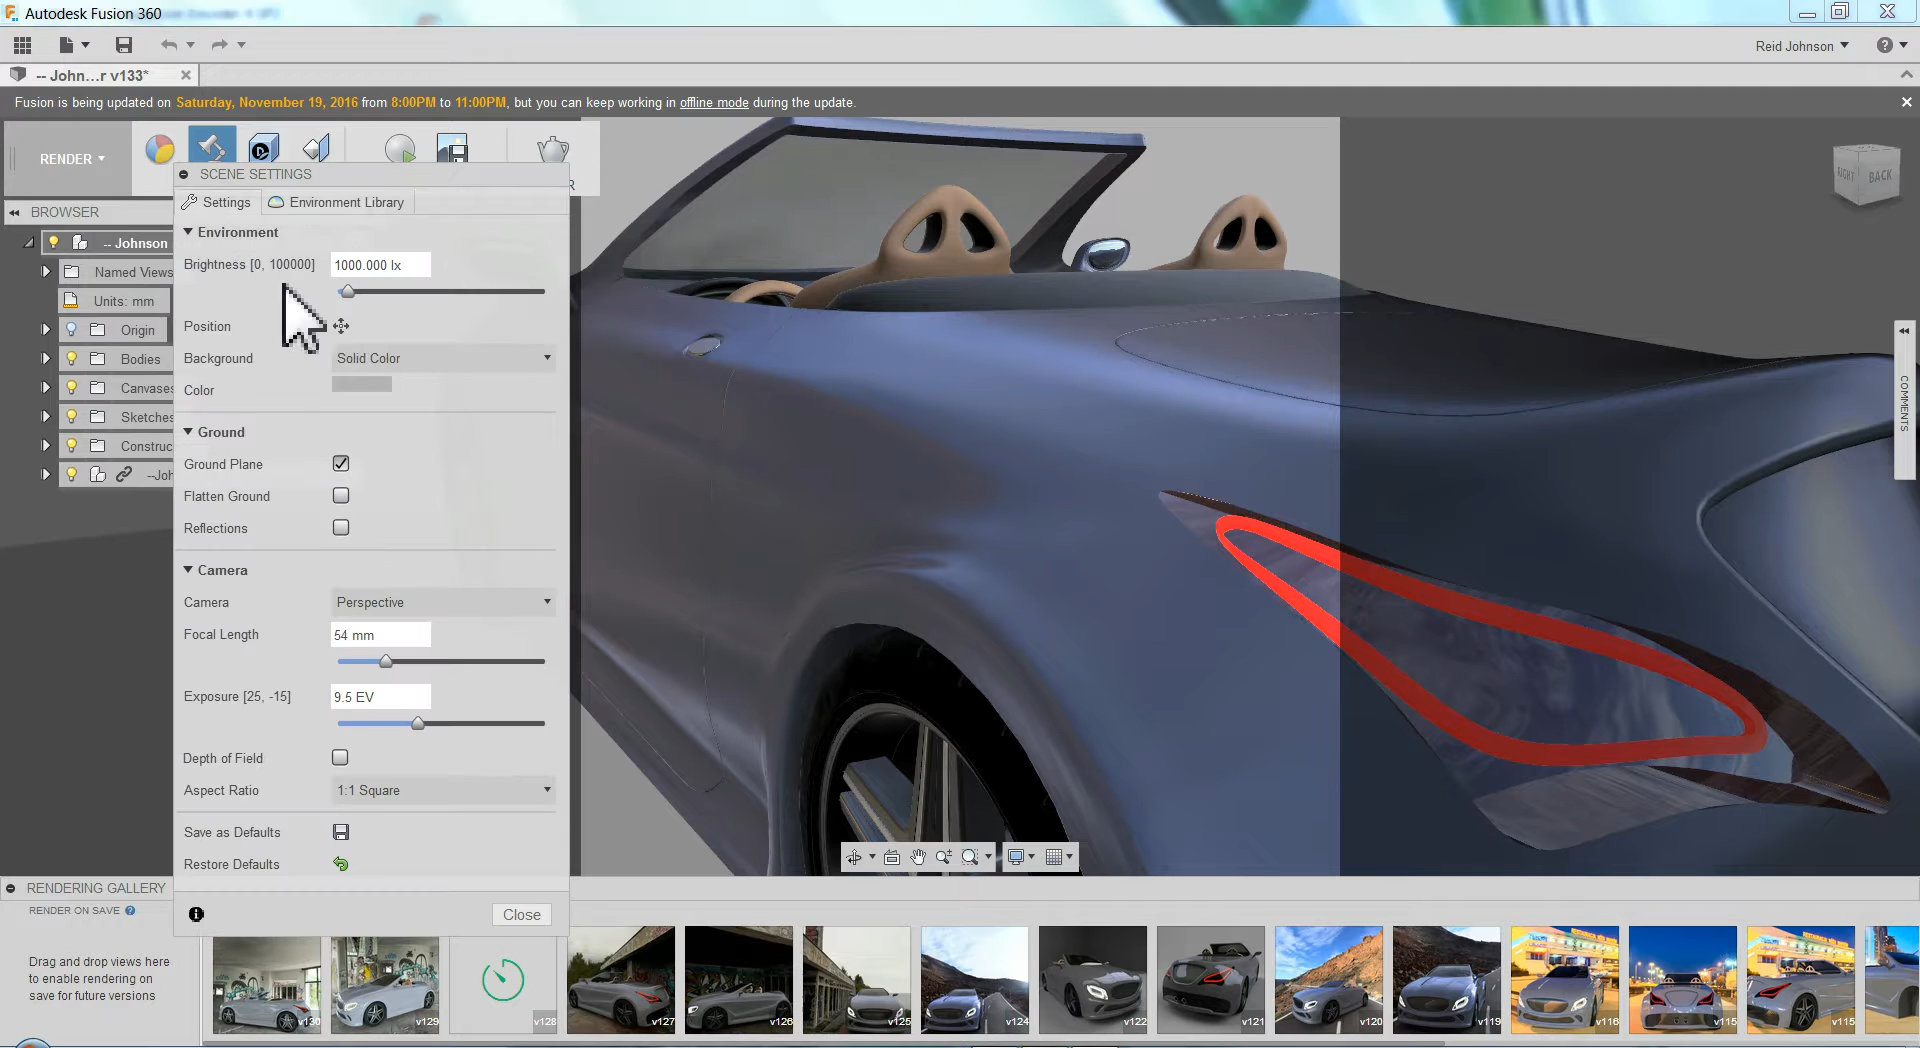 Autodesk Fusion 360
Reid Johnson
-- John...r v133*
Fusion is being updated on Saturday, November 19, 2016 from 8:00PM to 11:00PM, but you can keep working in offline mode during the update.
RENDER
SCENE SETTINGS
R
RIGHT
BACK
Settings
Environment Library
BROWSER
Environment
-- Johnson
Brightness [0, 100000]
1000.000 lx
Named Views
Units: mm
Position
Origin
Background
Solid Color
Bodies
Color
Canvases
Sketches
Ground
Construc
Ground Plane
--Joh
Flatten Ground
Reflections
COMMENTS
Camera
Camera
Perspective
Focal Length
54 mm
Exposure [25, -15]
9.5 EV
Depth of Field
Aspect Ratio
1:1 Square
Save as Defaults
Restore Defaults
Close
RENDERING GALLERY
RENDER ON SAVE
Drag and drop views here
to enable rendering on
save for future versions
v130
v129
v128
v127
v126
v125
v124
v122
v121
v120
v119
v116
v115
v115